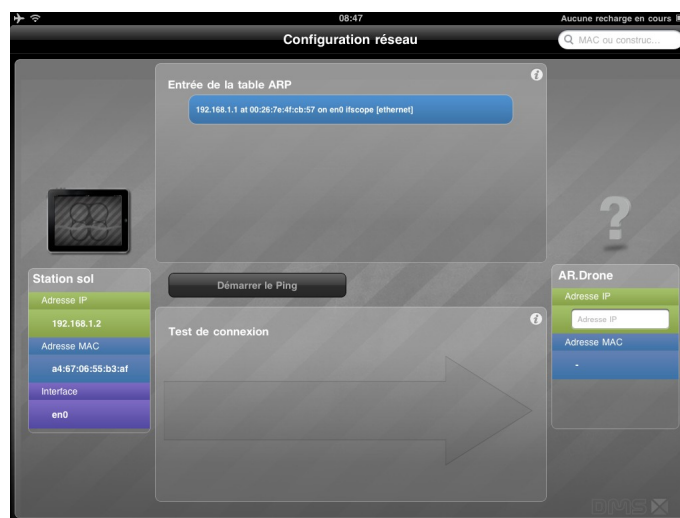 08:47
Aucune recharge en cours
Configuration réseau
MAC ou construc...
Entrée de la table ARP
192.168.1.1 at 00:26:7e:4f:cb:57 on en0 ifscope [ethernet]
Station sol
Adresse IP
192.168.1.2
Adresse MAC
a4:67:06:55:b3:af
Interface
en0
Démarrer le Ping
Test de connexion
AR.Drone
Adresse IP
Adresse IP
Adresse MAC
-
DMS